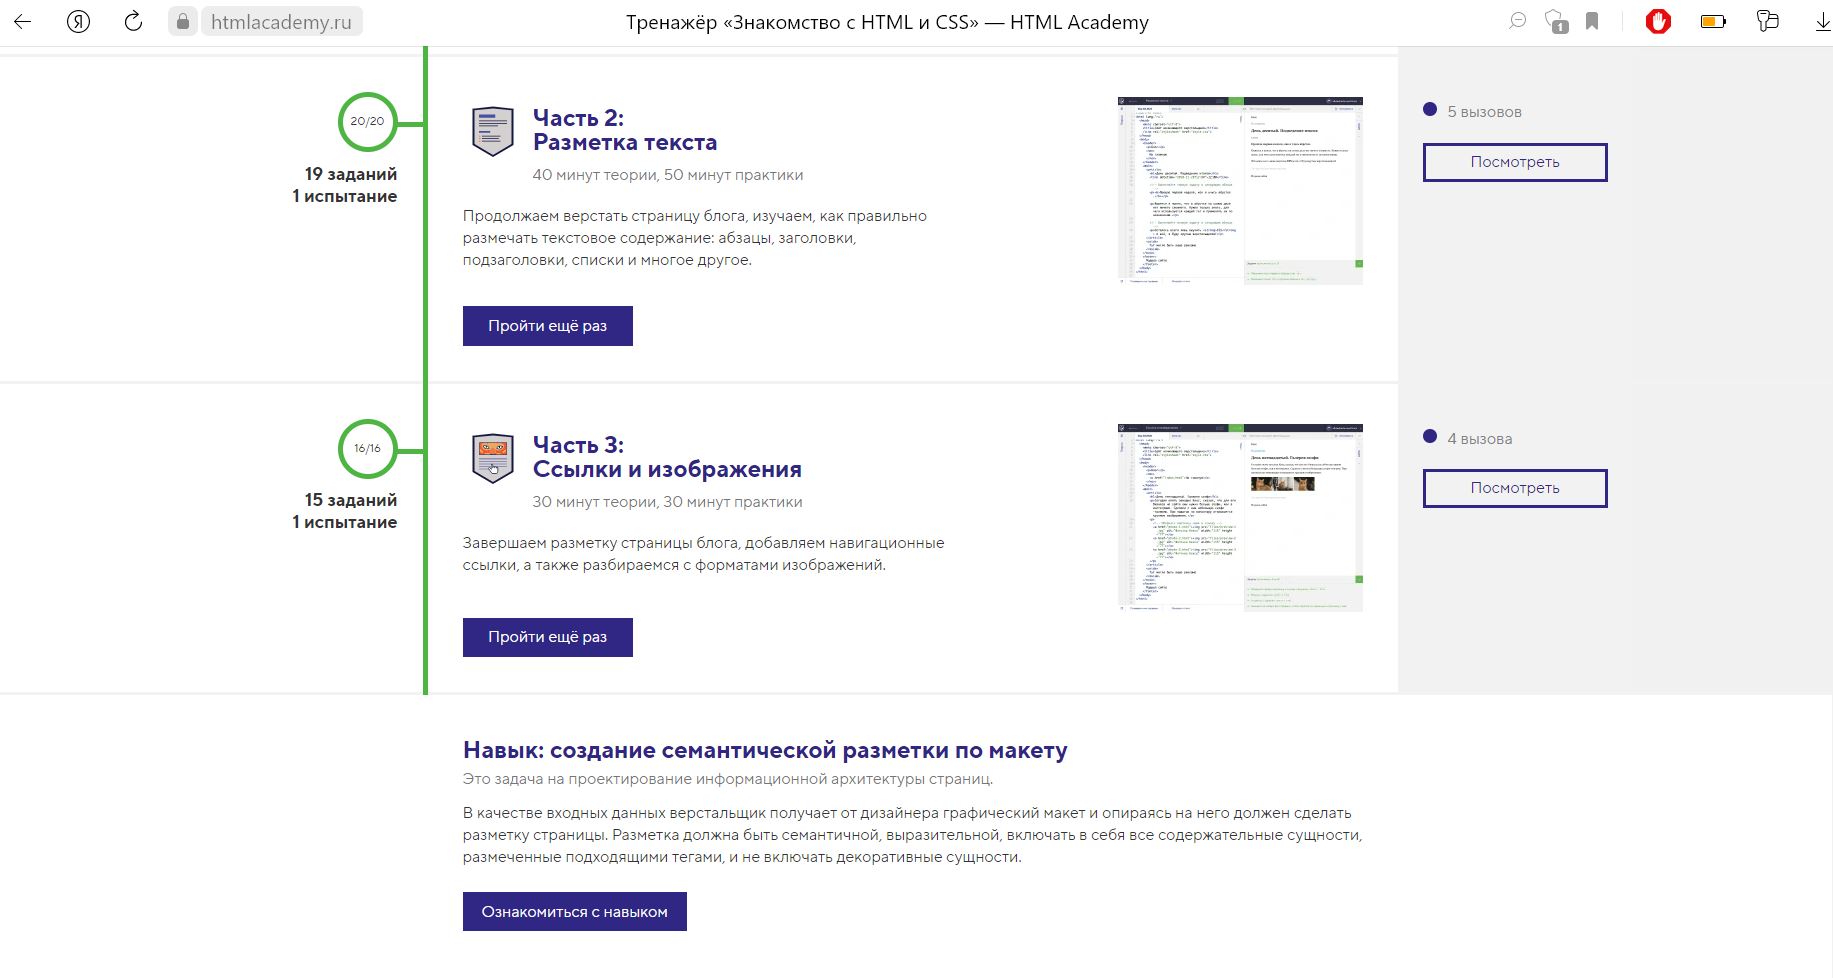 htmlacademy.ru
Тренажёр «Знакомство с HTML и CSS» — HTML Academy
1
20/20
19 заданий
1 испытание
Часть 2:
Разметка текста
40 минут теории, 50 минут практики
Продолжаем верстать страницу блога, изучаем, как правильно
размечать текстовое содержание: абзацы, заголовки,
подзаголовки, списки и многое другое.
Пройти ещё раз
5 вызовов
Посмотреть
16/16
15 заданий
1 испытание
Часть 3:
Ссылки и изображения
30 минут теории, 30 минут практики
Завершаем разметку страницы блога, добавляем навигационные
ссылки, а также разбираемся с форматами изображений.
Пройти ещё раз
4 вызова
Посмотреть
Навык: создание семантической разметки по макету
Это задача на проектирование информационной архитектуры страниц.
В качестве входных данных верстальщик получает от дизайнера графический макет и опираясь на него должен сделать
разметку страницы. Разметка должна быть семантичной, выразительной, включать в себя все содержательные сущности,
размеченные подходящими тегами, и не включать декоративные сущности.
Ознакомиться с навыком